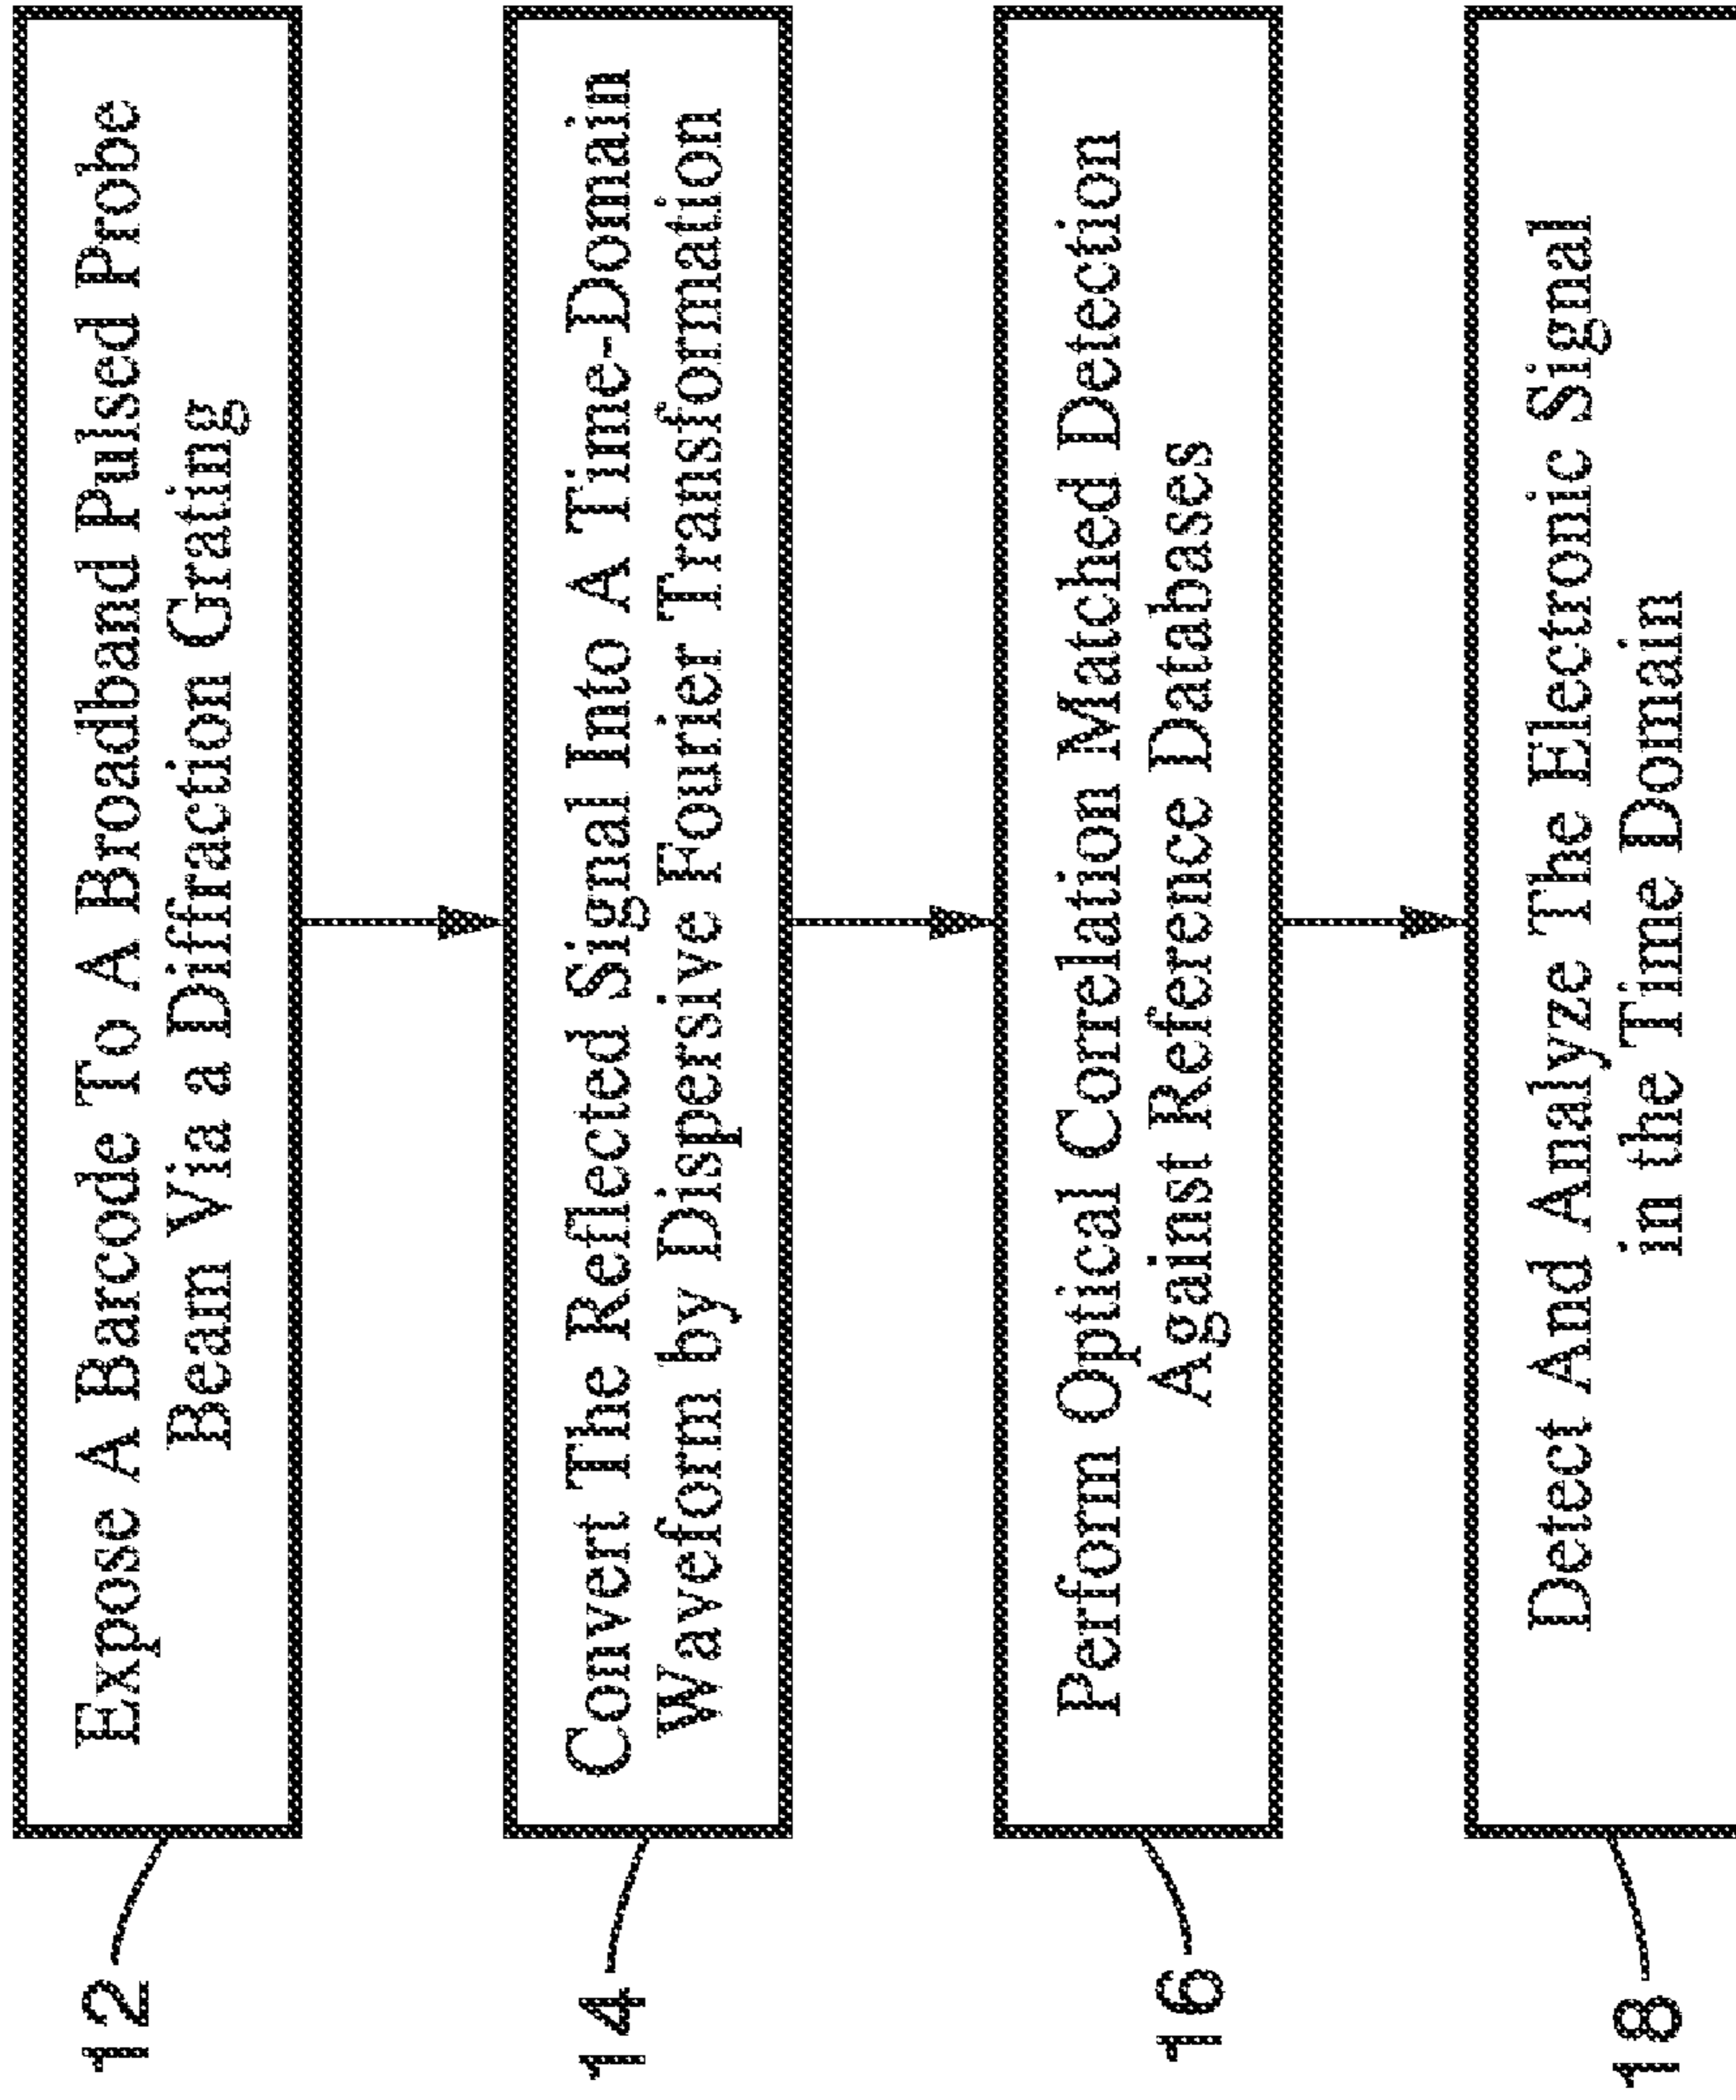 12
Expose A Barcode To A Broadband Pulsed Probe
Beam Via a Diffraction Grating
14
Convert The Reflected Signal Into A Time-Domain
Waveform by Dispersive Fourier Transformation
16
Perform Optical Correlation Matched Detection
Against Reference Databases
18
Detect And Analyze The Electronic Signal
in the Time Domain